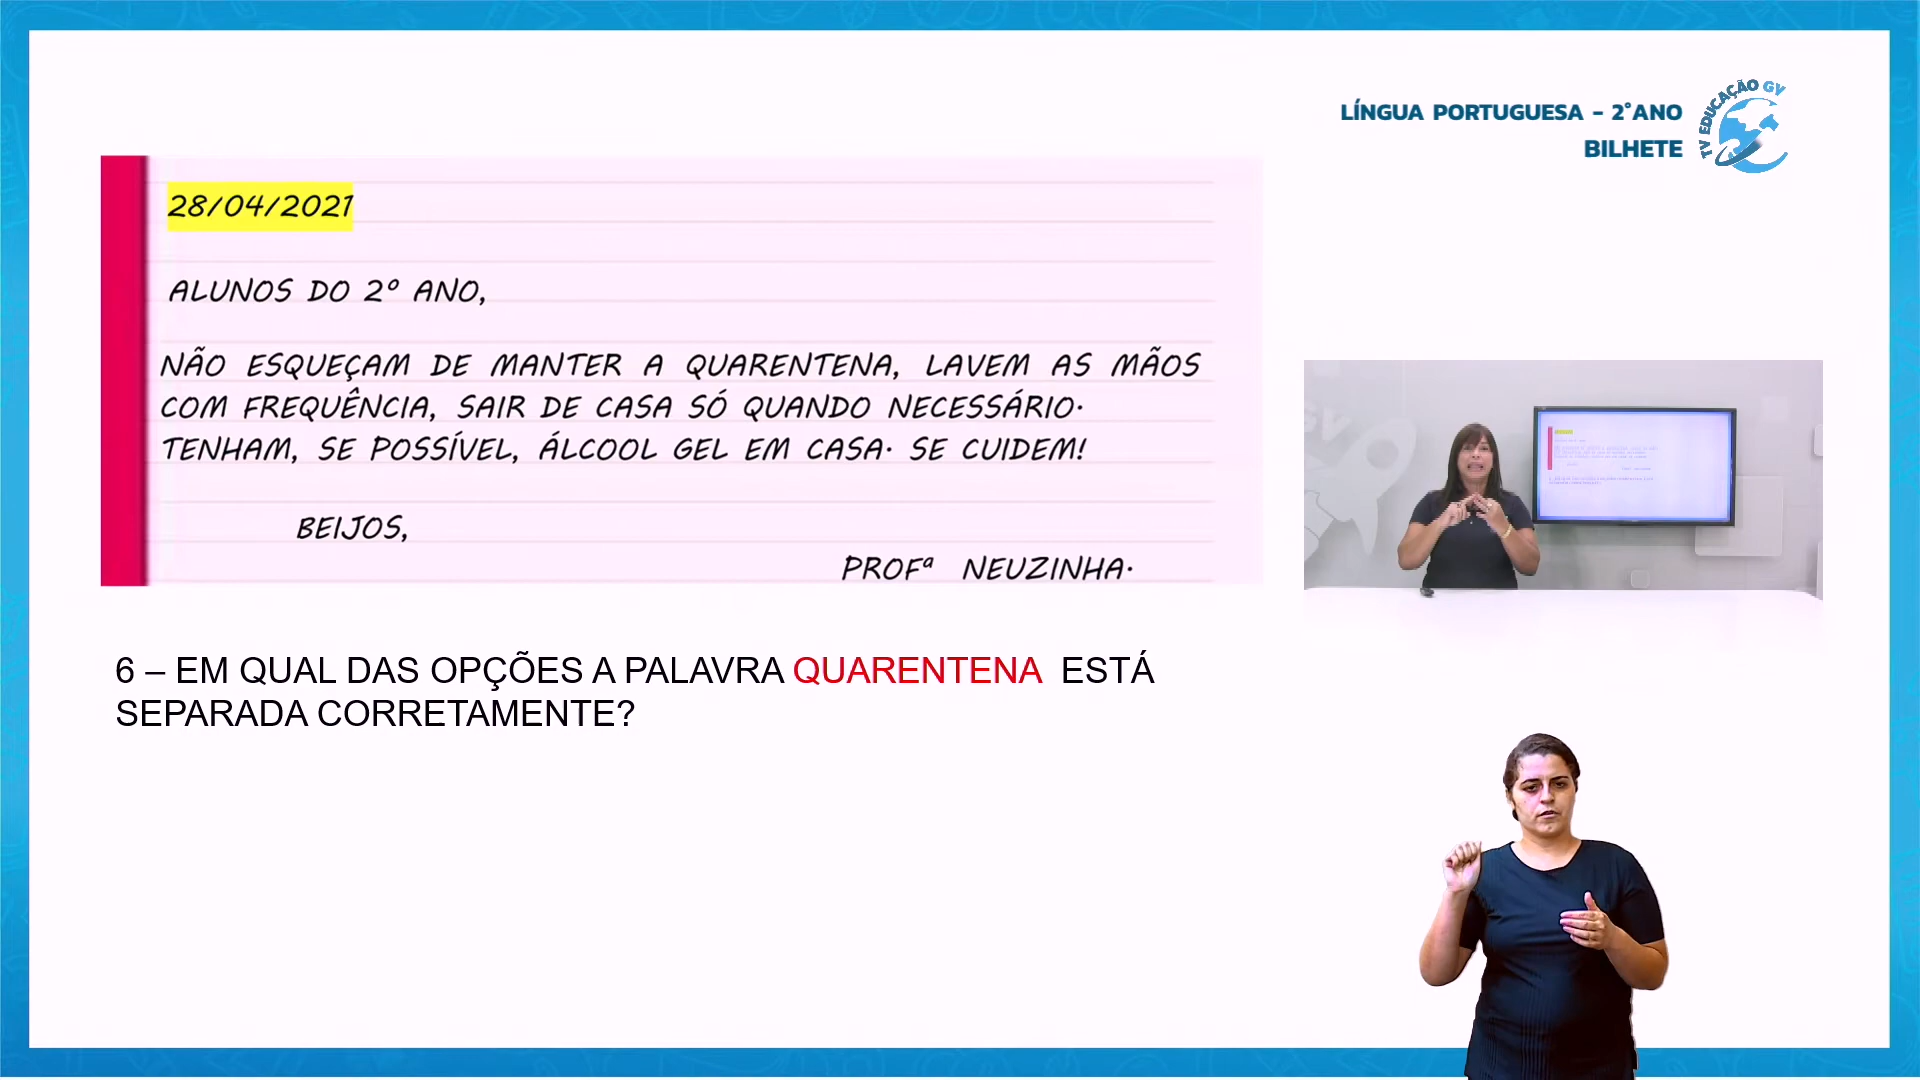 LÍNGUA PORTUGUESA - 2°ANO
BILHETE
TV EDUCAÇÃO GV
28/04/2021
ALUNOS DO 2º ANO,
NÃO ESQUEÇAM DE MANTER A QUARENTENA, LAVEM AS MÃOS
COM FREQUÊNCIA, SAIR DE CASA SÓ QUANDO NECESSÁRIO.
TENHAM, SE POSSÍVEL, ÁLCOOL GEL EM CASA. SE CUIDEM!
BEIJOS,
PROFª NEUZINHA.
6 – EM QUAL DAS OPÇÕES A PALAVRA QUARENTENA ESTÁ
SEPARADA CORRETAMENTE?
GV